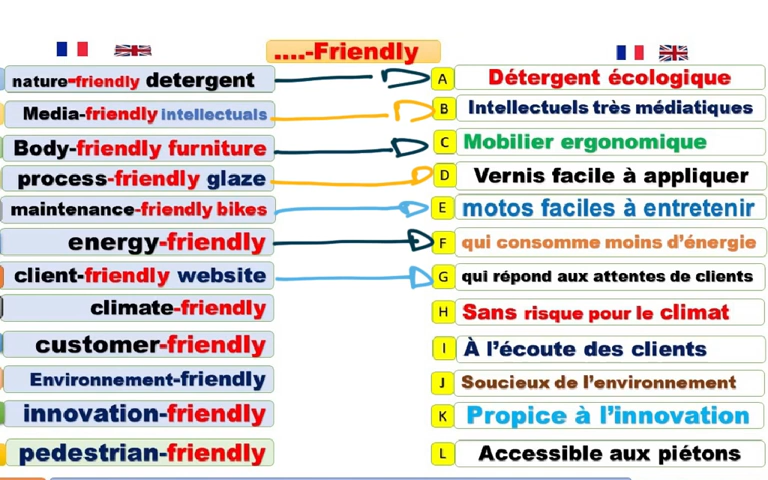 ....-Friendly
nature-friendly detergent A Détergent écologique
Media-friendly intellectuals B Intellectuels très médiatiques
Body-friendly furniture C Mobilier ergonomique
process-friendly glaze D Vernis facile à appliquer
maintenance-friendly bikes E motos faciles à entretenir
energy-friendly F qui consomme moins d'énergie
client-friendly website G qui répond aux attentes de clients
climate-friendly H Sans risque pour le climat
customer-friendly I À l'écoute des clients
Environnement-friendly J Soucieux de l'environnement
innovation-friendly K Propice à l'innovation
pedestrian-friendly L Accessible aux piétons